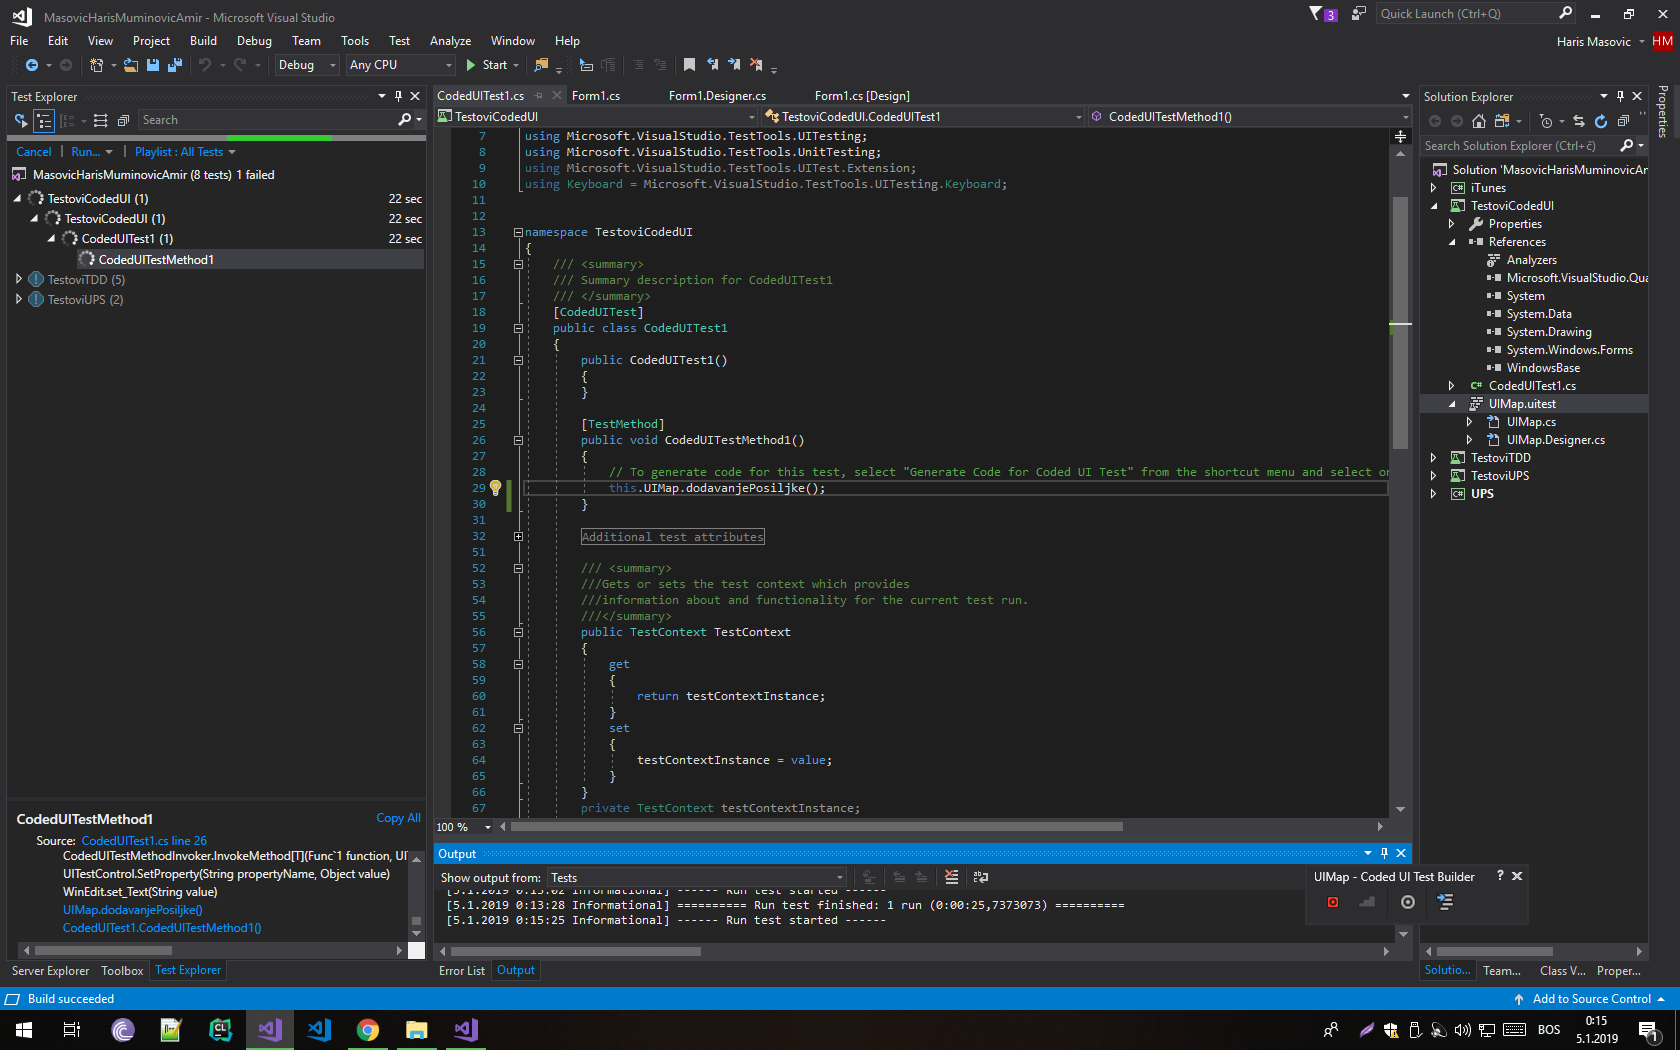 MasovicHarisMuminovicAmir - Microsoft Visual Studio
3
Quick Launch (Ctrl+Q)
File Edit View Project Build Debug Team Tools Test Analyze Window Help
Haris Masovic HM
Debug Any CPU Start
Test Explorer
Search
Cancel Run... Playlist : All Tests
MasovicHarisMuminovicAmir (8 tests) 1 failed
TestoviCodedUI (1) 22 sec
TestoviCodedUI (1) 22 sec
CodedUITest1 (1) 22 sec
CodedUITestMethod1
TestoviTDD (5)
TestoviUPS (2)
CodedUITestMethod1
Copy All
Source: CodedUITest1.cs line 26
CodedUITestMethodInvoker.InvokeMethod[T](Func`1 function, UI
UITestControl.SetProperty(String propertyName, Object value)
WinEdit.set_Text(String value)
UIMap.dodavanjePosiljke()
CodedUITest1.CodedUITestMethod1()
Server Explorer Toolbox Test Explorer
CodedUITest1.cs Form1.cs Form1.Designer.cs Form1.cs [Design]
TestoviCodedUI TestoviCodedUI.CodedUITest1 CodedUITestMethod1()
7 using Microsoft.VisualStudio.TestTools.UITesting;
8 using Microsoft.VisualStudio.TestTools.UnitTesting;
9 using Microsoft.VisualStudio.TestTools.UITest.Extension;
10 using Keyboard = Microsoft.VisualStudio.TestTools.UITesting.Keyboard;
11
12
13 namespace TestoviCodedUI
14 {
15 /// <summary>
16 /// Summary description for CodedUITest1
17 /// </summary>
18 [CodedUITest]
19 public class CodedUITest1
20 {
21 public CodedUITest1()
22 {
23 }
24
25 [TestMethod]
26 public void CodedUITestMethod1()
27 {
28 // To generate code for this test, select "Generate Code for Coded UI Test" from the shortcut menu and select or
29 this.UIMap.dodavanjePosiljke();
30 }
31
32 Additional test attributes
51
52 /// <summary>
53 ///Gets or sets the test context which provides
54 ///information about and functionality for the current test run.
55 ///</summary>
56 public TestContext TestContext
57 {
58 get
59 {
60 return testContextInstance;
61 }
62 set
63 {
64 testContextInstance = value;
65 }
66 }
67 private TestContext testContextInstance;
100 %
Output
Show output from: Tests
[5.1.2019 0:13:02 Informational] ------ Run test started ------
[5.1.2019 0:13:28 Informational] ========== Run test finished: 1 run (0:00:25,7373073) ==========
[5.1.2019 0:15:25 Informational] ------ Run test started ------
Error List Output
UIMap - Coded UI Test Builder ?
Solution Explorer
Properties
Search Solution Explorer (Ctrl+č)
Solution 'MasovicHarisMuminovicAr
iTunes
TestoviCodedUI
Properties
References
Analyzers
Microsoft.VisualStudio.Qua
System
System.Data
System.Drawing
System.Windows.Forms
WindowsBase
CodedUITest1.cs
UIMap.uitest
UIMap.cs
UIMap.Designer.cs
TestoviTDD
TestoviUPS
UPS
Solutio... Team... Class V... Proper...
Build succeeded
Add to Source Control
CL
BOS
0:15
5.1.2019
1